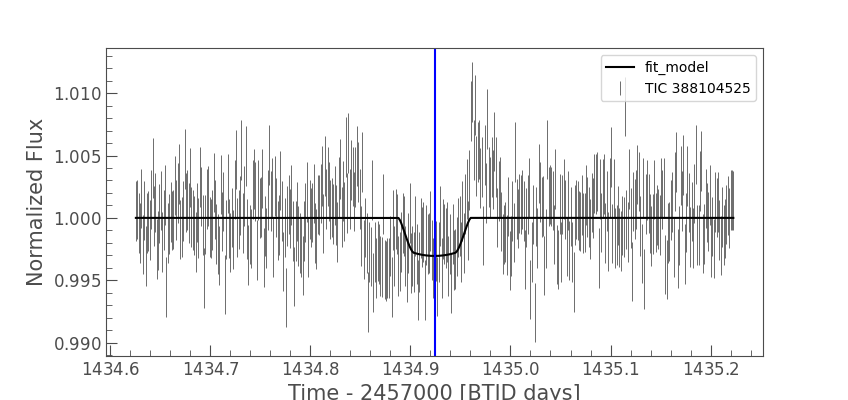 fit_model
TIC 388104525
1.010
1.005
1.000
0.995
0.990
Normalized Flux
1434.6 1434.7 1434.8 1434.9 1435.0 1435.1 1435.2
Time - 2457000 [BTJD days]